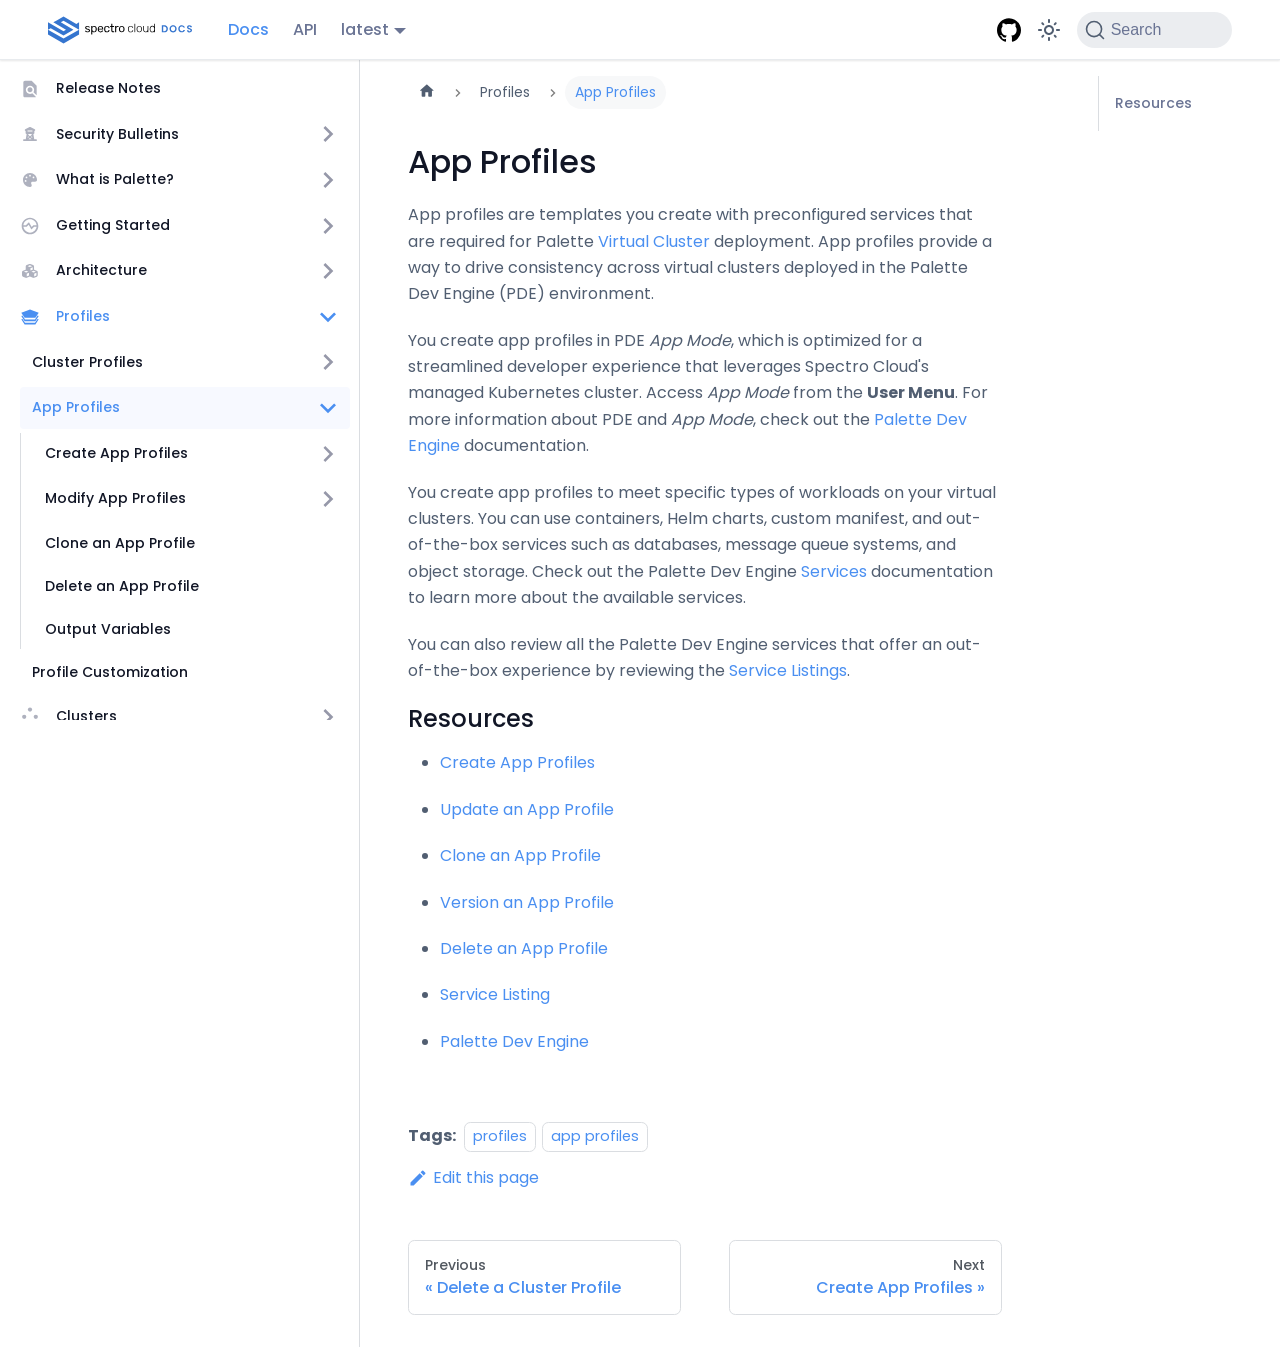 spectro cloud DOCS
Docs
API
latest
Search
Release Notes
Security Bulletins
What is Palette?
Getting Started
Architecture
Profiles
Cluster Profiles
App Profiles
Create App Profiles
Modify App Profiles
Clone an App Profile
Delete an App Profile
Output Variables
Profile Customization
Clusters
Profiles
App Profiles
App Profiles
App profiles are templates you create with preconfigured services that
are required for Palette Virtual Cluster deployment. App profiles provide a
way to drive consistency across virtual clusters deployed in the Palette
Dev Engine (PDE) environment.
You create app profiles in PDE App Mode, which is optimized for a
streamlined developer experience that leverages Spectro Cloud's
managed Kubernetes cluster. Access App Mode from the User Menu. For
more information about PDE and App Mode, check out the Palette Dev
Engine documentation.
You create app profiles to meet specific types of workloads on your virtual
clusters. You can use containers, Helm charts, custom manifest, and out-
of-the-box services such as databases, message queue systems, and
object storage. Check out the Palette Dev Engine Services documentation
to learn more about the available services.
You can also review all the Palette Dev Engine services that offer an out-
of-the-box experience by reviewing the Service Listings.
Resources
Create App Profiles
Update an App Profile
Clone an App Profile
Version an App Profile
Delete an App Profile
Service Listing
Palette Dev Engine
Tags: profiles app profiles
Edit this page
Previous
« Delete a Cluster Profile
Next
Create App Profiles »
Resources